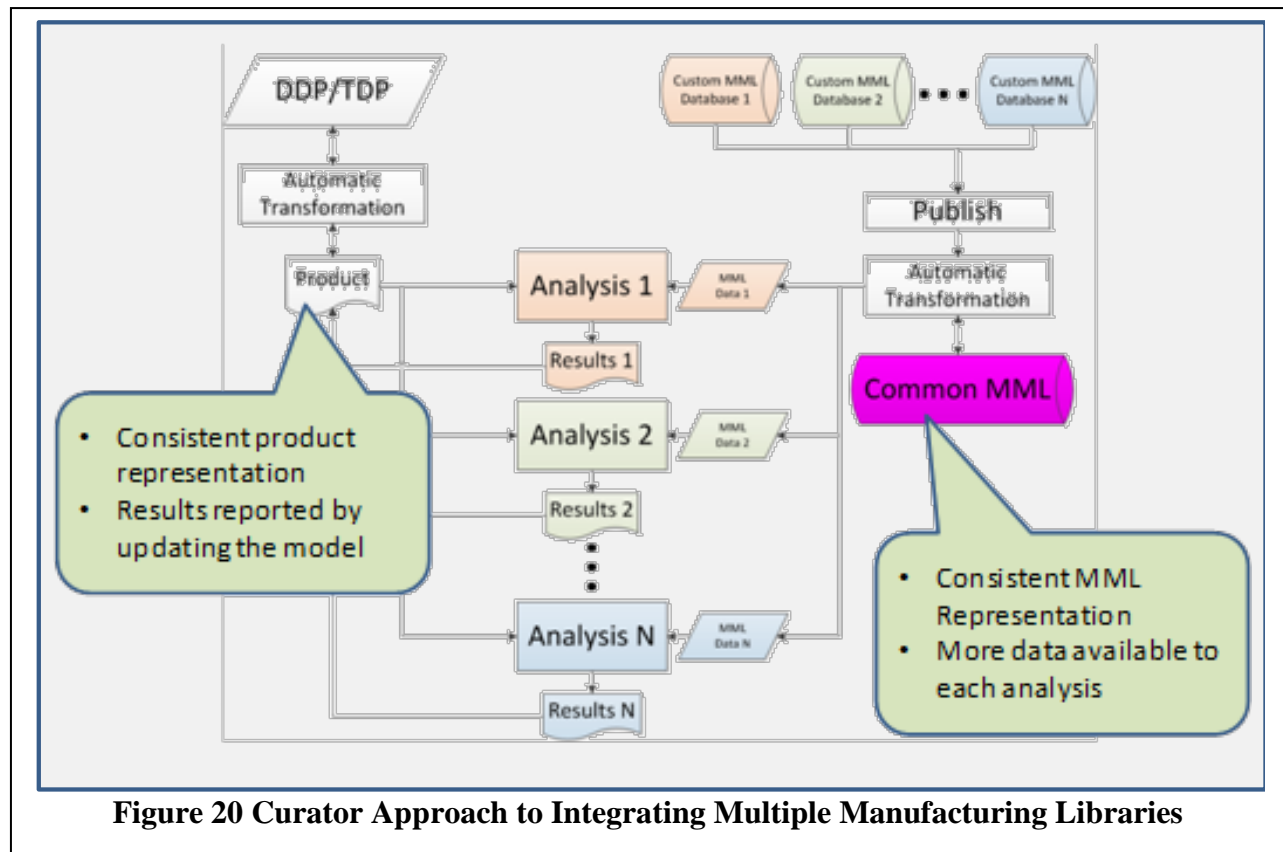 DDP/TDP
Automatic
Transformation
Product
Custom MML
Database 1
Custom MML
Database 2
Custom MML
Database N
Publish
Automatic
Transformation
Common MML
Analysis 1
MML
Data 1
Results 1
Analysis 2
MML
Data 2
Results 2
Analysis N
MML
Data N
Results N
• Consistent product
representation
• Results reported by
updating the model
• Consistent MML
Representation
• More data available to
each analysis
Figure 20 Curator Approach to Integrating Multiple Manufacturing Libraries